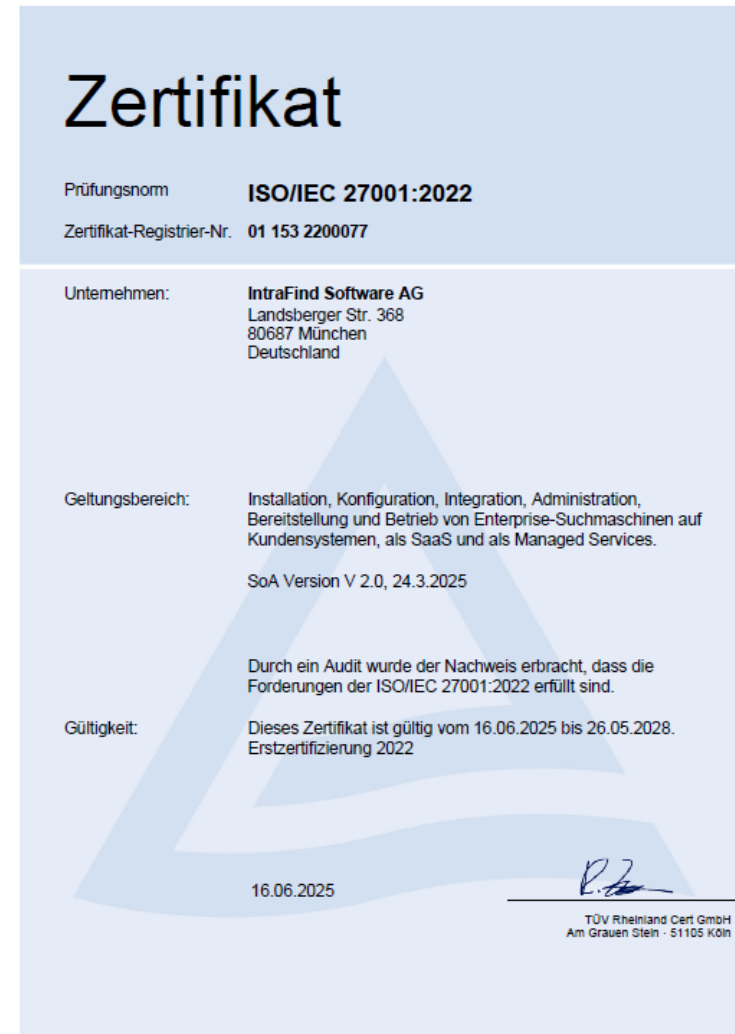 Zertifikat
Prüfungsnorm ISO/IEC 27001:2022
Zertifikat-Registrier-Nr. 01 153 2200077
Unternehmen: IntraFind Software AG
Landsberger Str. 368
80687 München
Deutschland
Geltungsbereich: Installation, Konfiguration, Integration, Administration,
Bereitstellung und Betrieb von Enterprise-Suchmaschinen auf
Kundensystemen, als SaaS und als Managed Services.
SoA Version V 2.0, 24.3.2025
Durch ein Audit wurde der Nachweis erbracht, dass die
Forderungen der ISO/IEC 27001:2022 erfüllt sind.
Gültigkeit: Dieses Zertifikat ist gültig vom 16.06.2025 bis 26.05.2028.
Erstzertifizierung 2022
16.06.2025
TÜV Rheinland Cert GmbH
Am Grauen Stein · 51105 Köln